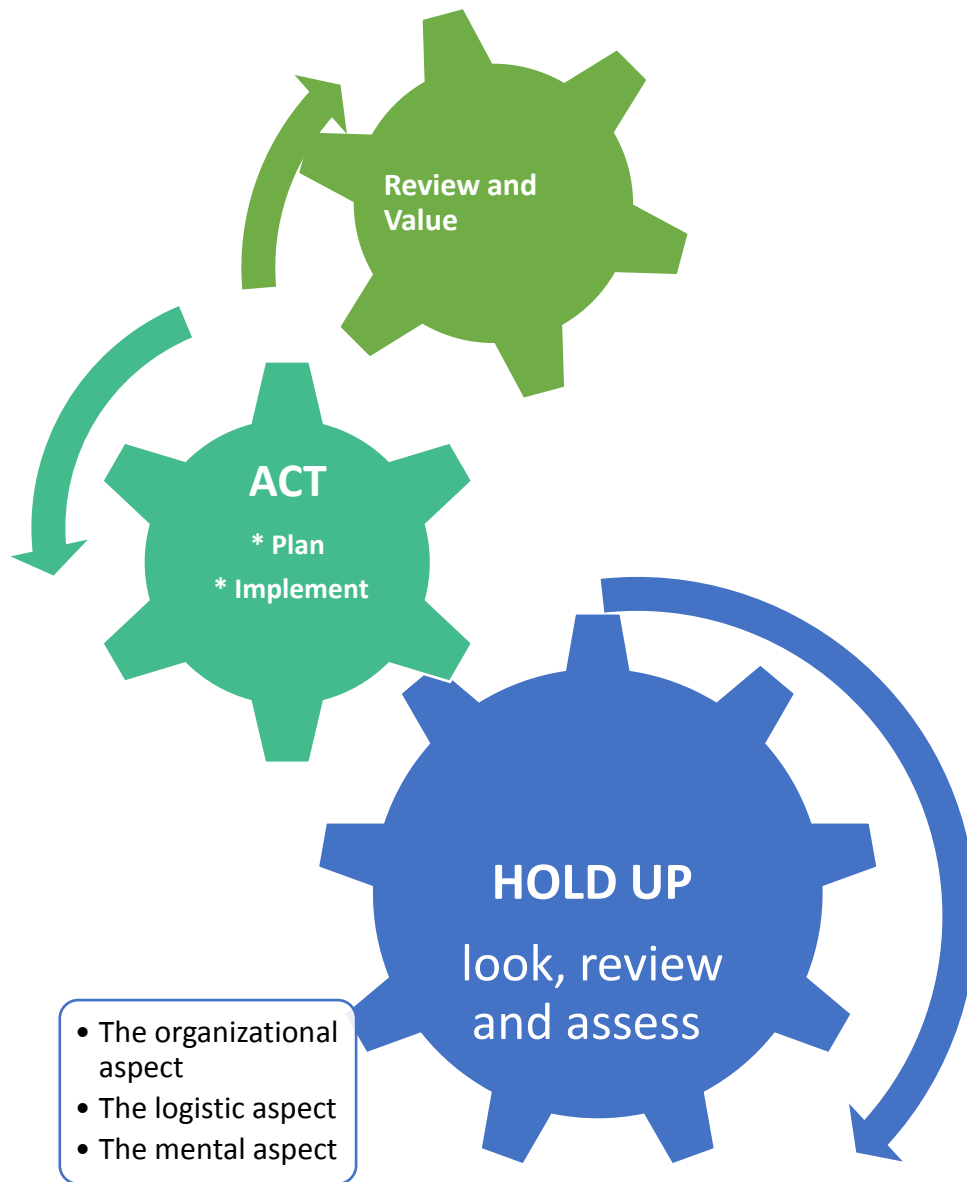 Review and
Value
ACT
* Plan
* Implement
HOLD UP
look, review
and assess
• The organizational
aspect
• The logistic aspect
• The mental aspect